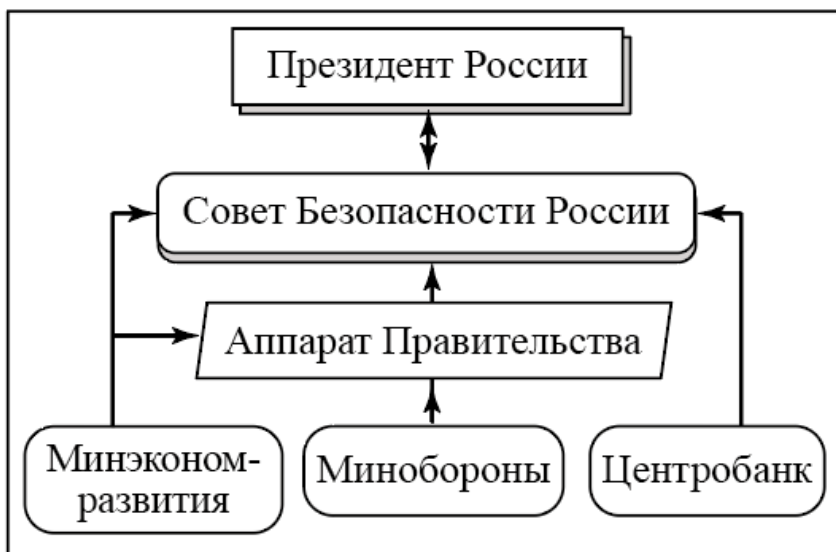 Президент России
Совет Безопасности России
Аппарат Правительства
Минэконом-
развития
Минобороны
Центробанк